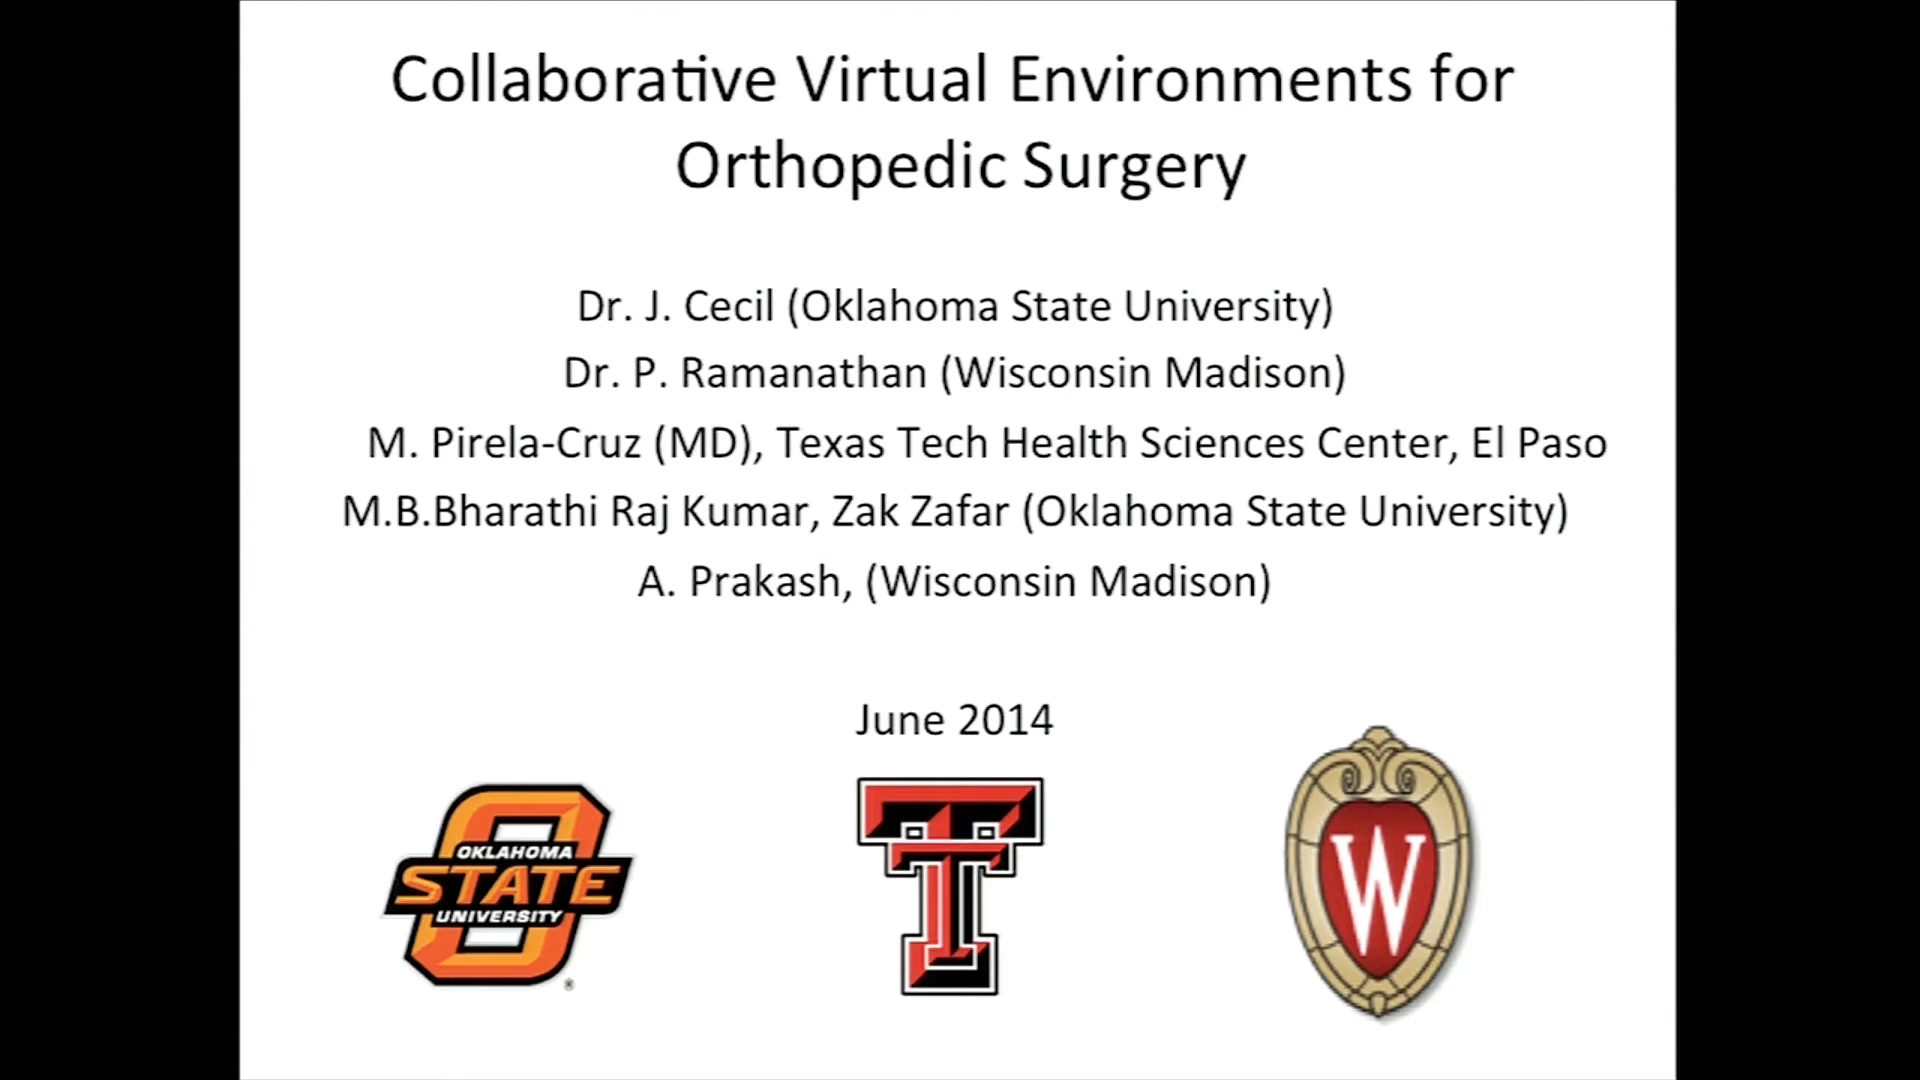 Collaborative Virtual Environments for
Orthopedic Surgery
Dr. J. Cecil (Oklahoma State University)
Dr. P. Ramanathan (Wisconsin Madison)
M. Pirela-Cruz (MD), Texas Tech Health Sciences Center, El Paso
M.B.Bharathi Raj Kumar, Zak Zafar (Oklahoma State University)
A. Prakash, (Wisconsin Madison)
June 2014
OKLAHOMA
STATE
UNIVERSITY
®
T
W